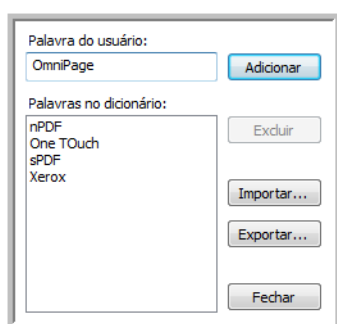 Palavra do usuário:
OmniPage
Adicionar
Palavras no dicionário:
nPDF
One TOuch
sPDF
Xerox
Excluir
Importar...
Exportar...
Fechar